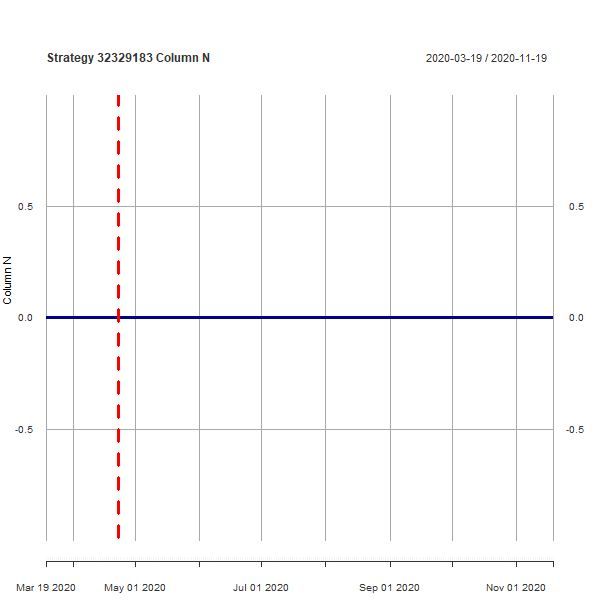 Strategy 32329183 Column N
2020-03-19 / 2020-11-19
0.5
0.5
Column N
0.0
0.0
-0.5
-0.5
Mar 19 2020
May 01 2020
Jul 01 2020
Sep 01 2020
Nov 01 2020